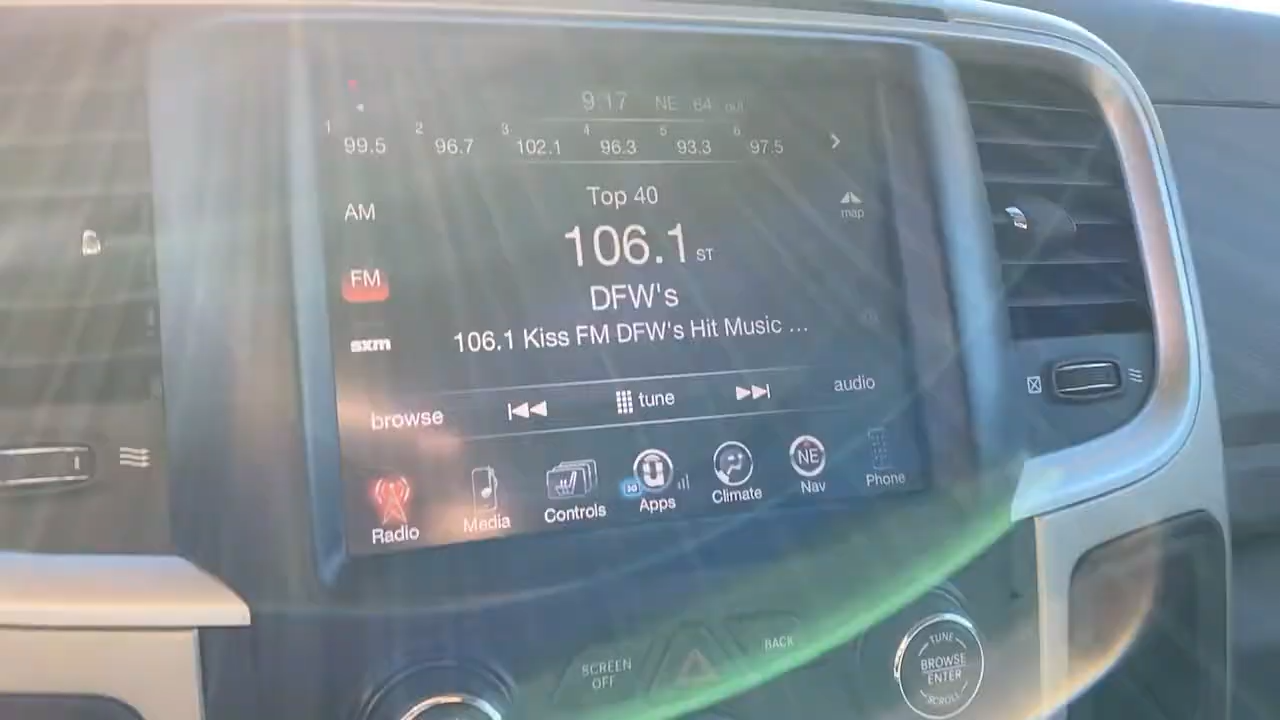 9:17 NE 64 out
1 2 3 4 5 6
99.5 96.7 102.1 96.3 93.3 97.5
Top 40
AM
map
106.1 ST
FM
DFW's
106.1 Kiss FM DFW's Hit Music ...
sxm
browse
tune
audio
Radio
Media
Controls
3G
Apps
Climate
NE
Nav
Phone
SCREEN
OFF
BACK
TUNE
BROWSE
ENTER
SCROLL